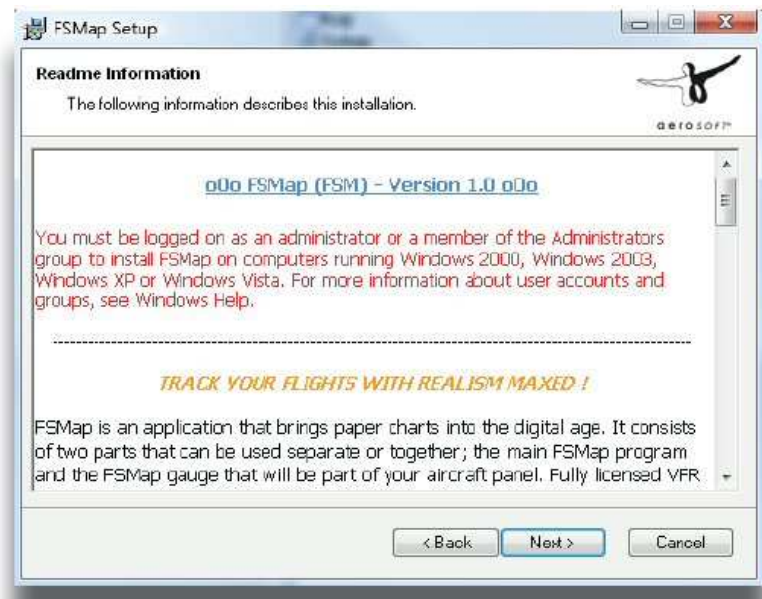 FSMap Setup
Readme Information
The following information describes this installation.
aerosoft™
oOo FSMap (FSM) - Version 1.0 oOo
You must be logged on as an administrator or a member of the Administrators
group to install FSMap on computers running Windows 2000, Windows 2003,
Windows XP or Windows Vista. For more information about user accounts and
groups, see Windows Help.
TRACK YOUR FLIGHTS WITH REALISM MAXED !
FSMap is an application that brings paper charts into the digital age. It consists
of two parts that can be used separate or together; the main FSMap program
and the FSMap gauge that will be part of your aircraft panel. Fully licensed VFR
< Back
Next >
Cancel